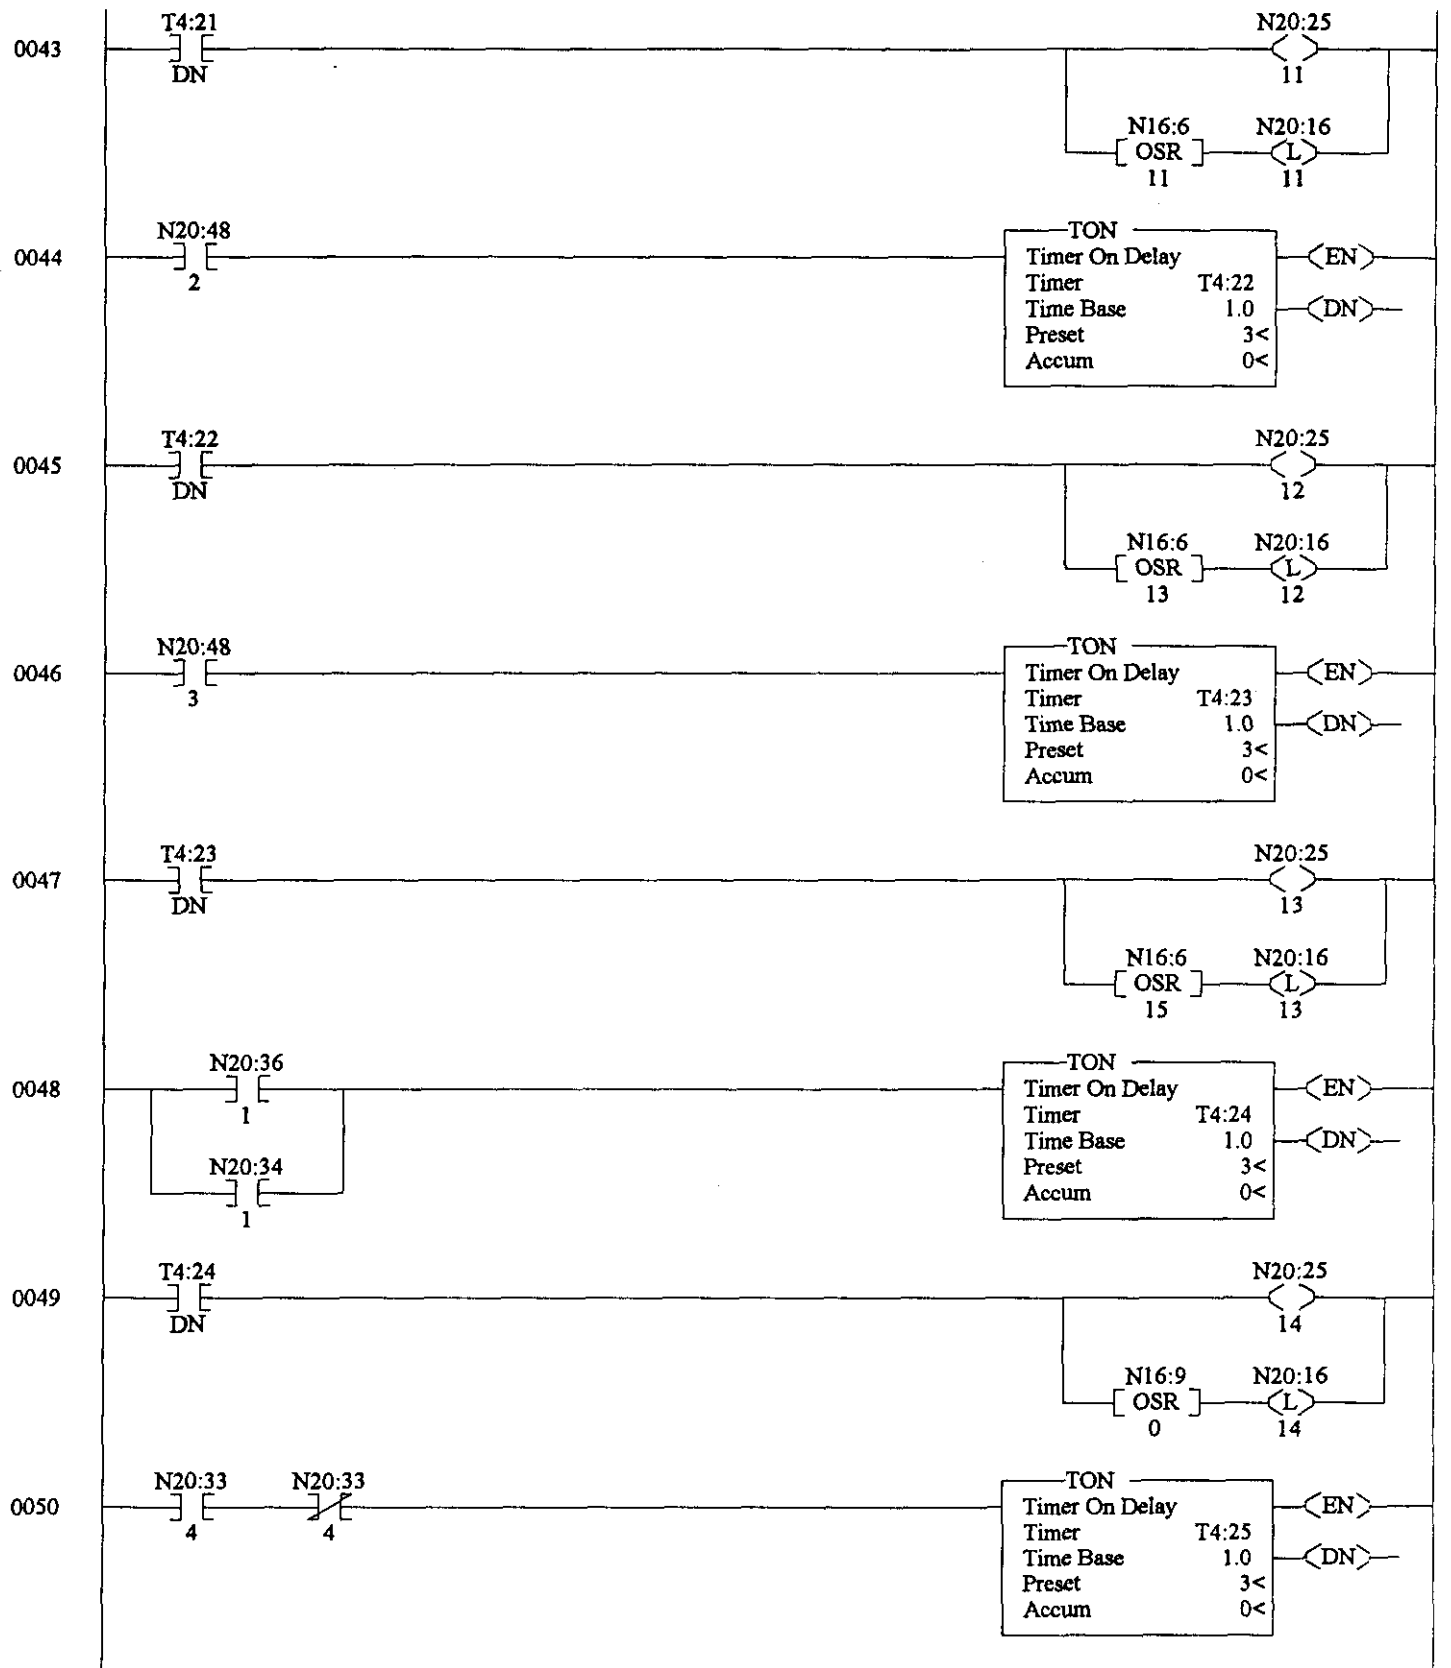 T4:21
N20:25
0043
DN
11
N16:6
N20:16
OSR
L
11
11
N20:48
TON
0044
Timer On Delay
EN
2
Timer
T4:22
Time Base
1.0
DN
Preset
3<
Accum
0<
T4:22
N20:25
0045
DN
12
N16:6
N20:16
OSR
L
13
12
N20:48
TON
0046
Timer On Delay
EN
3
Timer
T4:23
Time Base
1.0
DN
Preset
3<
Accum
0<
T4:23
N20:25
0047
DN
13
N16:6
N20:16
OSR
L
15
13
N20:36
TON
0048
Timer On Delay
EN
1
Timer
T4:24
Time Base
1.0
DN
N20:34
Preset
3<
Accum
0<
1
T4:24
N20:25
0049
DN
14
N16:9
N20:16
OSR
L
0
14
N20:33
N20:33
TON
0050
Timer On Delay
EN
4
4
Timer
T4:25
Time Base
1.0
DN
Preset
3<
Accum
0<